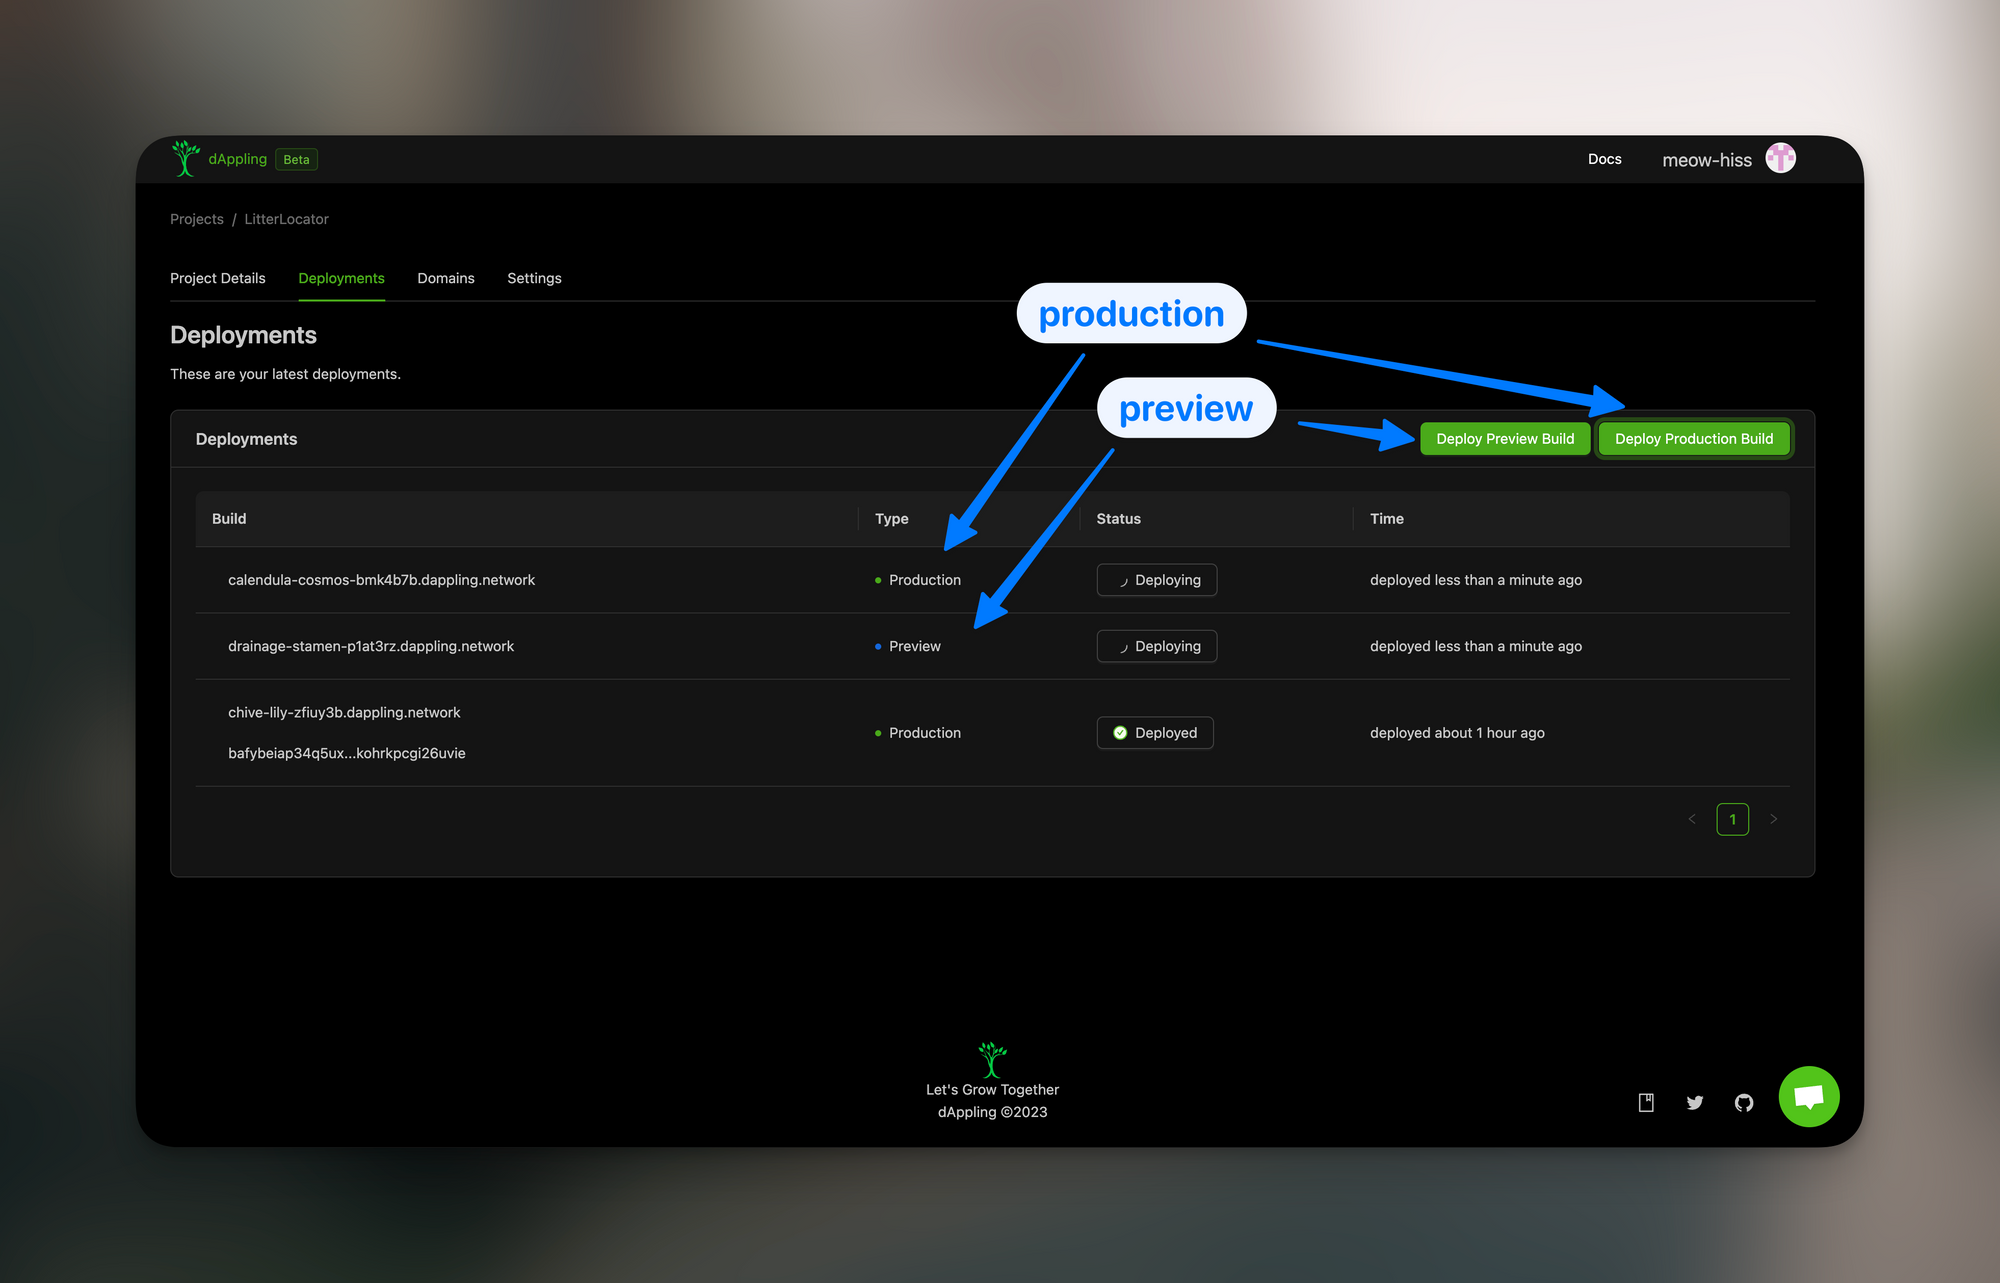 dAppling Beta
Docs meow-hiss
Projects / LitterLocator
Project Details Deployments Domains Settings
production
Deployments
These are your latest deployments.
preview
Deployments Deploy Preview Build Deploy Production Build
Build Type Status Time
calendula-cosmos-bmk4b7b.dappling.network Production Deploying deployed less than a minute ago
drainage-stamen-p1at3rz.dappling.network Preview Deploying deployed less than a minute ago
chive-lily-zfiuy3b.dappling.network
Production Deployed deployed about 1 hour ago
bafybeiap34q5ux...kohrkpcgi26uvie
< 1 >
Let's Grow Together
dAppling ©2023